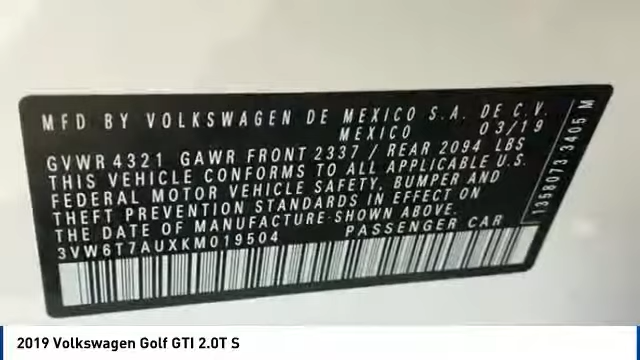 MFD BY VOLKSWAGEN DE MEXICO S.A. DE C.V.
MEXICO 03/19
GVWR 4321 GAWR FRONT 2337 / REAR 2094 LBS
THIS VEHICLE CONFORMS TO ALL APPLICABLE U.S.
FEDERAL MOTOR VEHICLE SAFETY, BUMPER AND
THEFT PREVENTION STANDARDS IN EFFECT ON
THE DATE OF MANUFACTURE SHOWN ABOVE.
3VW6T7AUXKM019504 PASSENGER CAR
1358073 3405 M
2019 Volkswagen Golf GTI 2.0T S